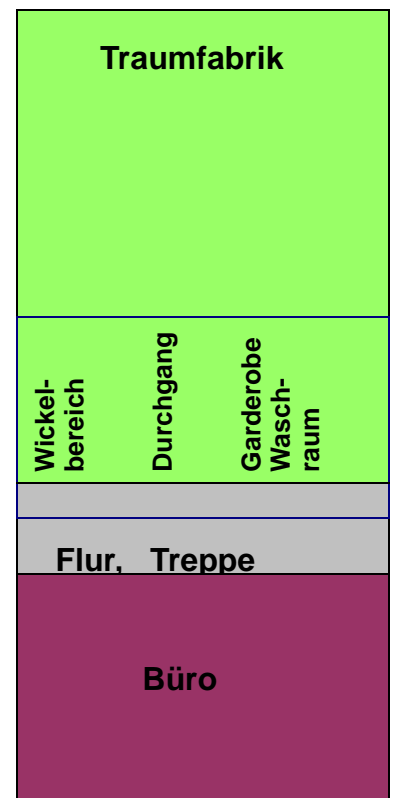 Traumfabrik
Wickel-
bereich
Durchgang
Garderobe
Wasch-
raum
Flur, Treppe
Büro